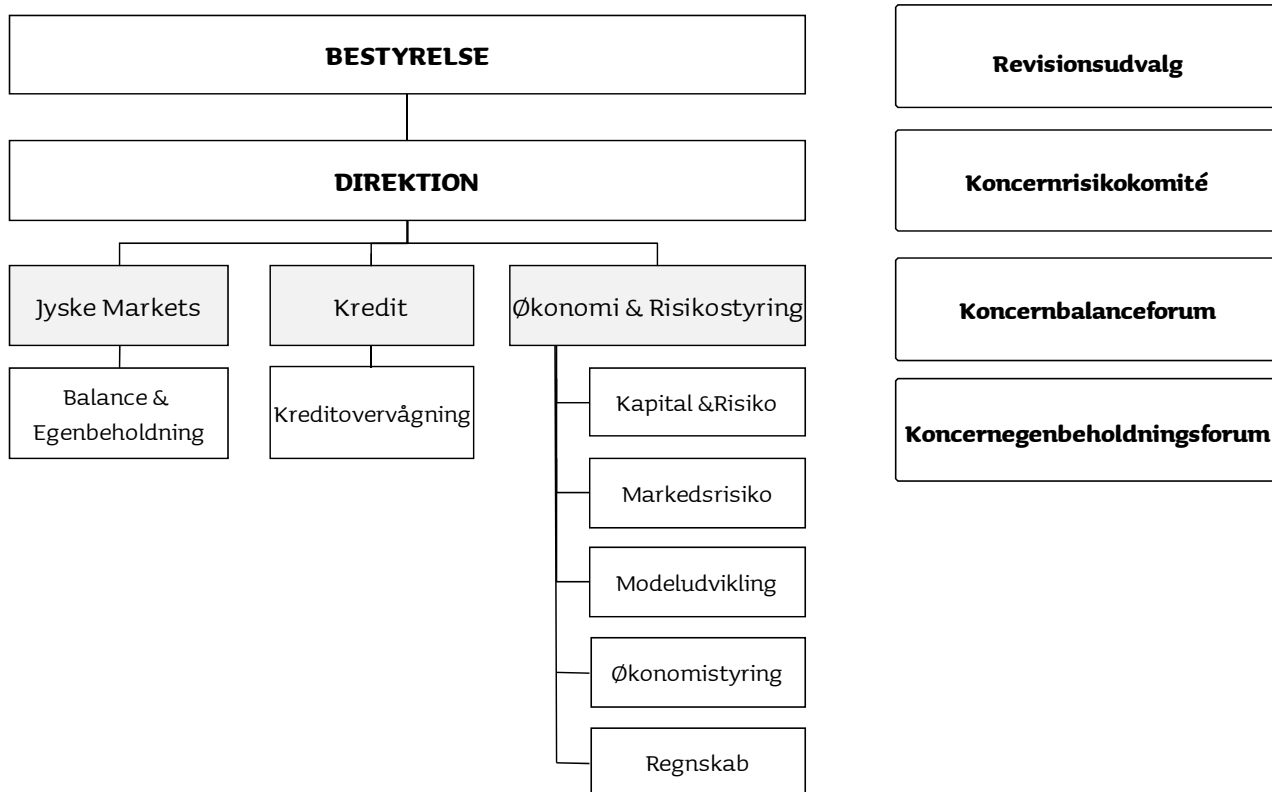 BESTYRELSE
DIREKTION
Jyske Markets
Kredit
Økonomi & Risikostyring
Balance &
Egenbeholdning
Kreditovervågning
Kapital &Risiko
Markedsrisiko
Modeludvikling
Økonomistyring
Regnskab
Revisionsudvalg
Koncernrisikokomité
Koncernbalanceforum
Koncernegenbeholdningsforum